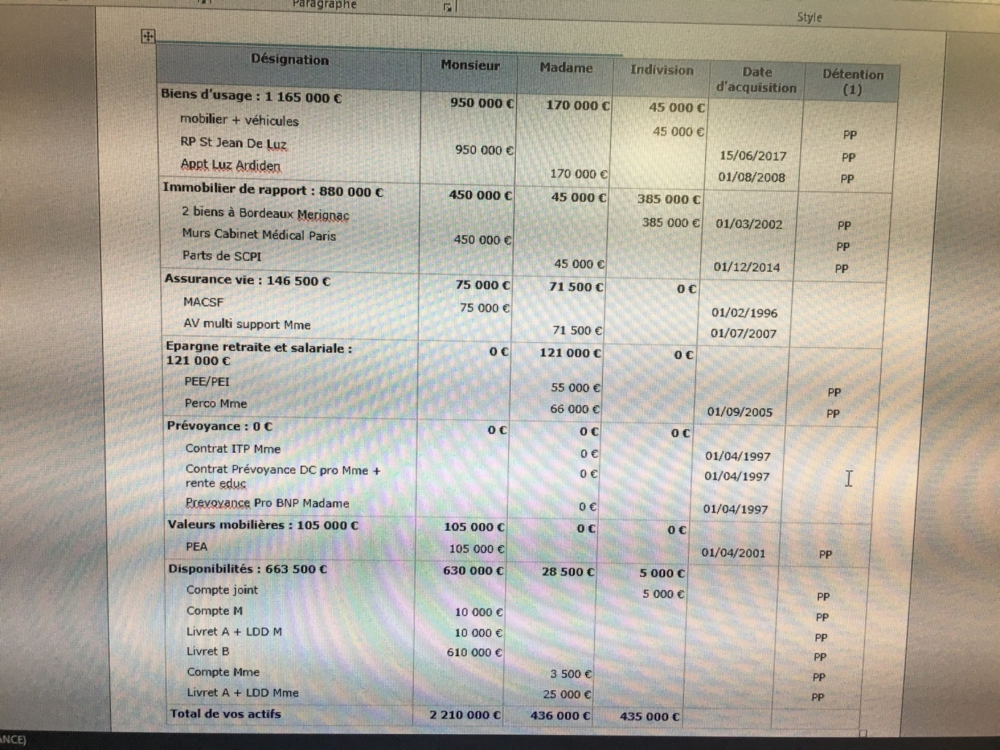 Paragraphe
Style
Désignation Monsieur Madame Indivision Date d'acquisition Détention (1)
Biens d'usage : 1 165 000 € 950 000 € 170 000 € 45 000 €
mobilier + véhicules 45 000 € PP
RP St Jean De Luz 950 000 € 15/06/2017 PP
Appt Luz Ardiden 170 000 € 01/08/2008 PP
Immobilier de rapport : 880 000 € 450 000 € 45 000 € 385 000 €
2 biens à Bordeaux Merignac 385 000 € 01/03/2002 PP
Murs Cabinet Médical Paris 450 000 € PP
Parts de SCPI 45 000 € 01/12/2014 PP
Assurance vie : 146 500 € 75 000 € 71 500 € 0 €
MACSF 75 000 € 01/02/1996
AV multi support Mme 71 500 € 01/07/2007
Epargne retraite et salariale : 0 € 121 000 € 0 €
121 000 €
PEE/PEI 55 000 € PP
Perco Mme 66 000 € 01/09/2005 PP
Prévoyance : 0 € 0 € 0 € 0 €
Contrat ITP Mme 0 € 01/04/1997
Contrat Prévoyance DC pro Mme + 0 € 01/04/1997
rente educ
Prevoyance Pro BNP Madame 0 € 01/04/1997
Valeurs mobilières : 105 000 € 105 000 € 0 € 0 €
PEA 105 000 € 01/04/2001 PP
Disponibilités : 663 500 € 630 000 € 28 500 € 5 000 €
Compte joint 5 000 € PP
Compte M 10 000 € PP
Livret A + LDD M 10 000 € PP
Livret B 610 000 € PP
Compte Mme 3 500 € PP
Livret A + LDD Mme 25 000 € PP
Total de vos actifs 2 210 000 € 436 000 € 435 000 €
ANCE)